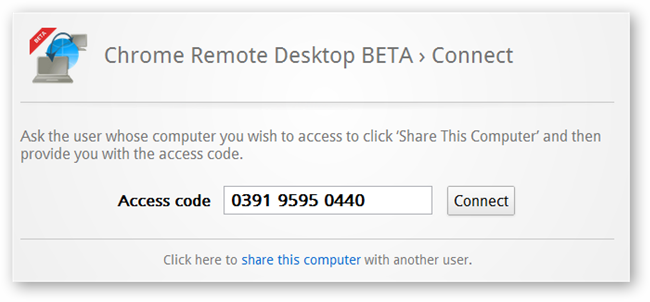 BETA
Chrome Remote Desktop BETA › Connect
Ask the user whose computer you wish to access to click ‘Share This Computer’ and then
provide you with the access code.
Access code 0391 9595 0440 Connect
Click here to share this computer with another user.